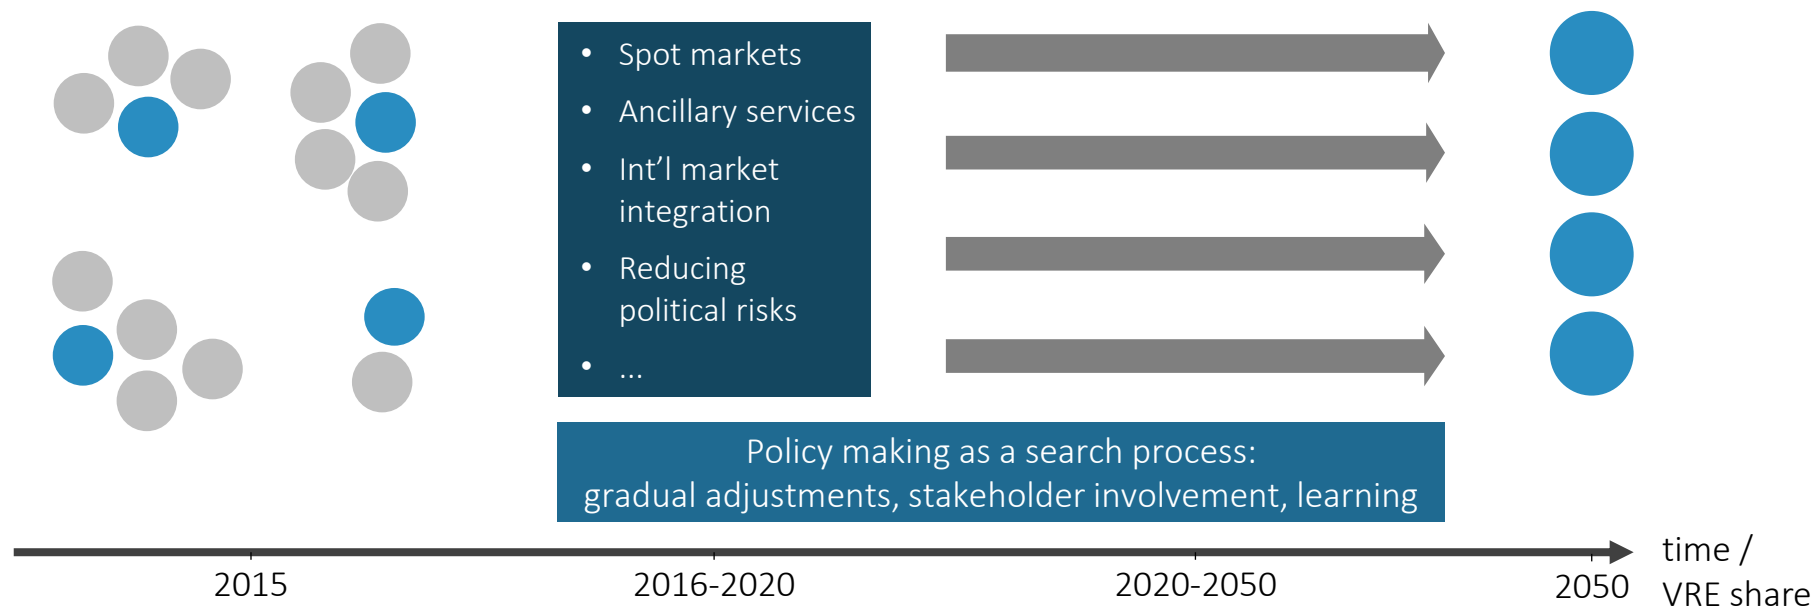 • Spot markets
• Ancillary services
• Int’l market
integration
• Reducing
political risks
• ...
Policy making as a search process:
gradual adjustments, stakeholder involvement, learning
time /
VRE share
2015
2016-2020
2020-2050
2050